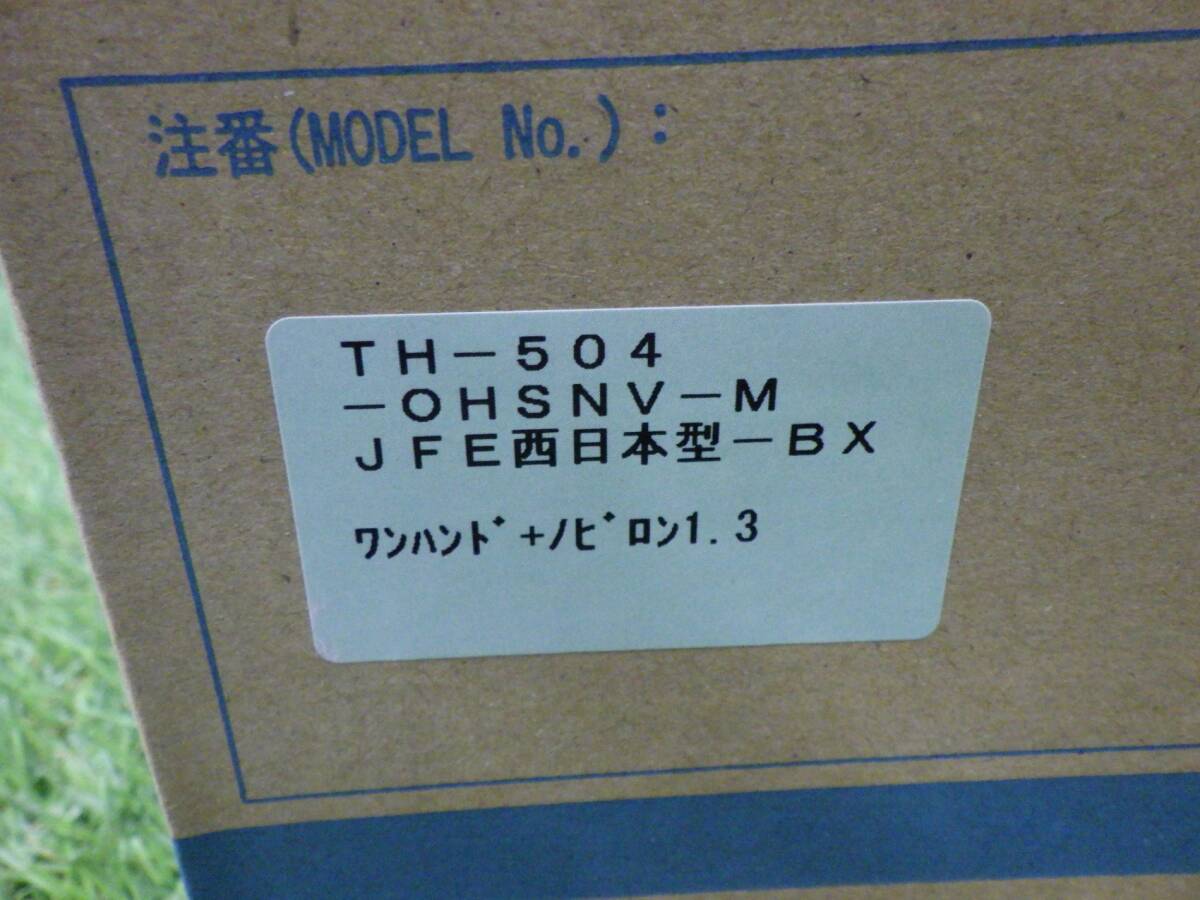 注番(MODEL No.):
TH-504
-OHSNV-M
JFE西日本型-BX
ﾜﾝﾊﾝﾄﾞ+ﾉﾋﾞﾛﾝ1.3